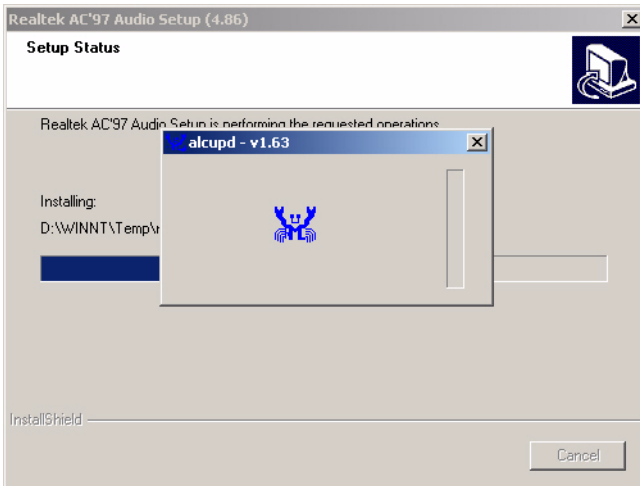 Realtek AC'97 Audio Setup (4.86)
Setup Status
Realtek AC'97 Audio Setup is performing the requested operations
alcupd - v1.63
Installing:
D:\WINNT\Temp\
InstallShield
Cancel